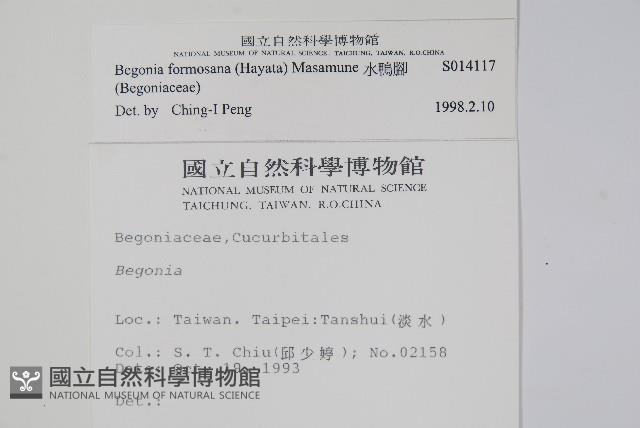 國立自然科學博物館
NATIONAL MUSEUM OF NATURAL SCIENCE, TAICHUNG, TAIWAN, R.O.CHINA
Begonia formosana (Hayata) Masamune 水鴨腳 S014117
(Begoniaceae)
Det. by Ching-I Peng 1998.2.10
國立自然科學博物館
NATIONAL MUSEUM OF NATURAL SCIENCE
TAICHUNG, TAIWAN, R.O.CHINA
Begoniaceae,Cucurbitales
Begonia
Loc.: Taiwan. Taipei:Tanshui(淡水)
Col.: S. T. Chiu(邱少婷); No.02158
Date: 1993
Det.:
國立自然科學博物館
NATIONAL MUSEUM OF NATURAL SCIENCE